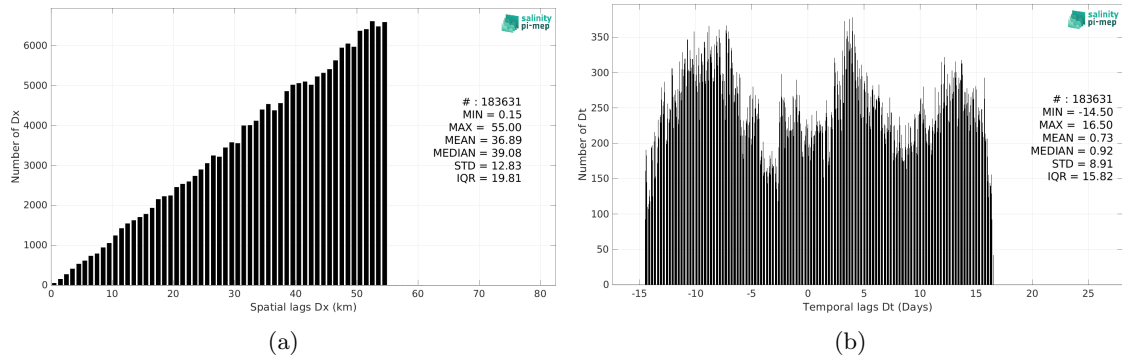 salinity
pi-mep
6000
5000
4000
3000
2000
1000
0
Number of Dx
# : 183631
MIN = 0.15
MAX = 55.00
MEAN = 36.89
MEDIAN = 39.08
STD = 12.83
IQR = 19.81
0 10 20 30 40 50 60 70 80
Spatial lags Dx (km)
(a)
salinity
pi-mep
350
300
250
200
150
100
50
0
Number of Dt
# : 183631
MIN = -14.50
MAX = 16.50
MEAN = 0.73
MEDIAN = 0.92
STD = 8.91
IQR = 15.82
-15 -10 -5 0 5 10 15 20 25
Temporal lags Dt (Days)
(b)